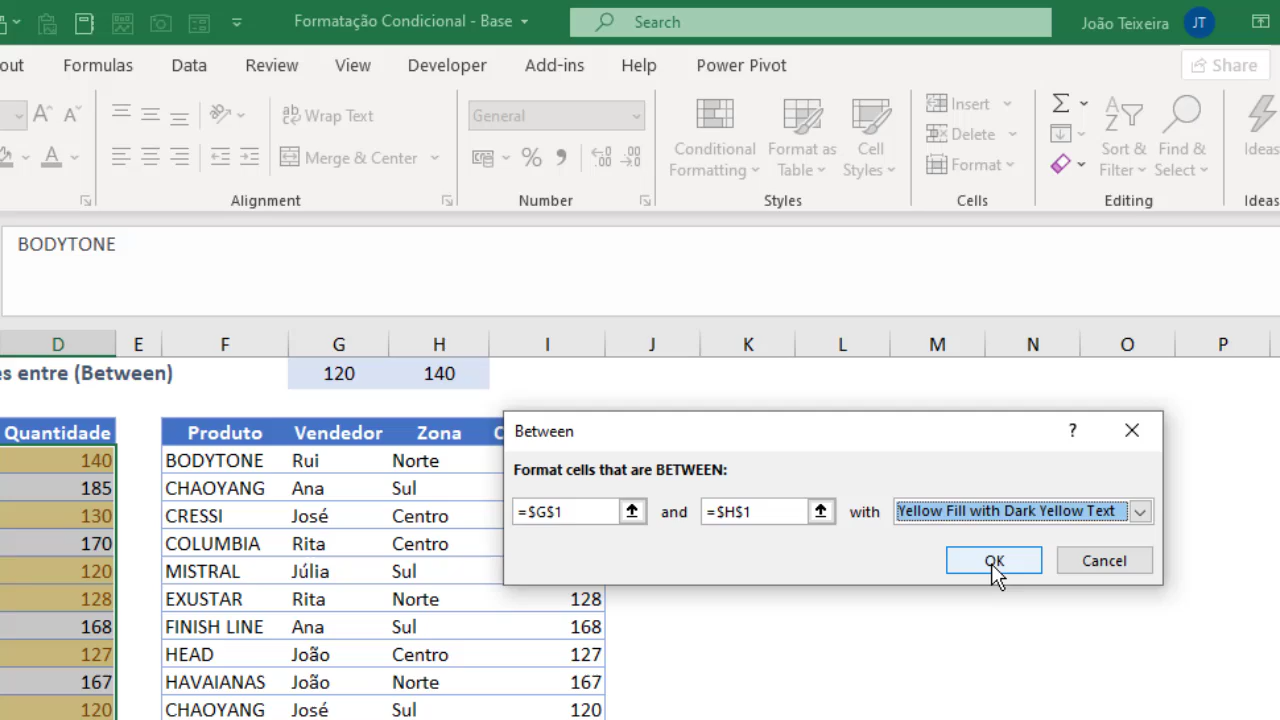 Formatação Condicional - Base
Search
João Teixeira JT
out Formulas Data Review View Developer Add-ins Help Power Pivot Share
A A ab Wrap Text General Insert Σ A Z
Conditional Formatting Format as Table Cell Styles Delete Sort & Filter Find & Select Ideas
A Merge & Center % 9 .00 .0 Format
Alignment Number Styles Cells Editing Ideas
BODYTONE
D E F G H I J K L M N O P
es entre (Between) 120 140
Quantidade Produto Vendedor Zona
140 BODYTONE Rui Norte
185 CHAOYANG Ana Sul
130 CRESSI José Centro
170 COLUMBIA Rita Centro
120 MISTRAL Júlia Sul
128 EXUSTAR Rita Norte 128
168 FINISH LINE Ana Sul 168
127 HEAD João Centro 127
167 HAVAIANAS João Norte 167
120 CHAOYANG José Sul 120
Between ?
Format cells that are BETWEEN:
=$G$1 and =$H$1 with Yellow Fill with Dark Yellow Text
OK Cancel